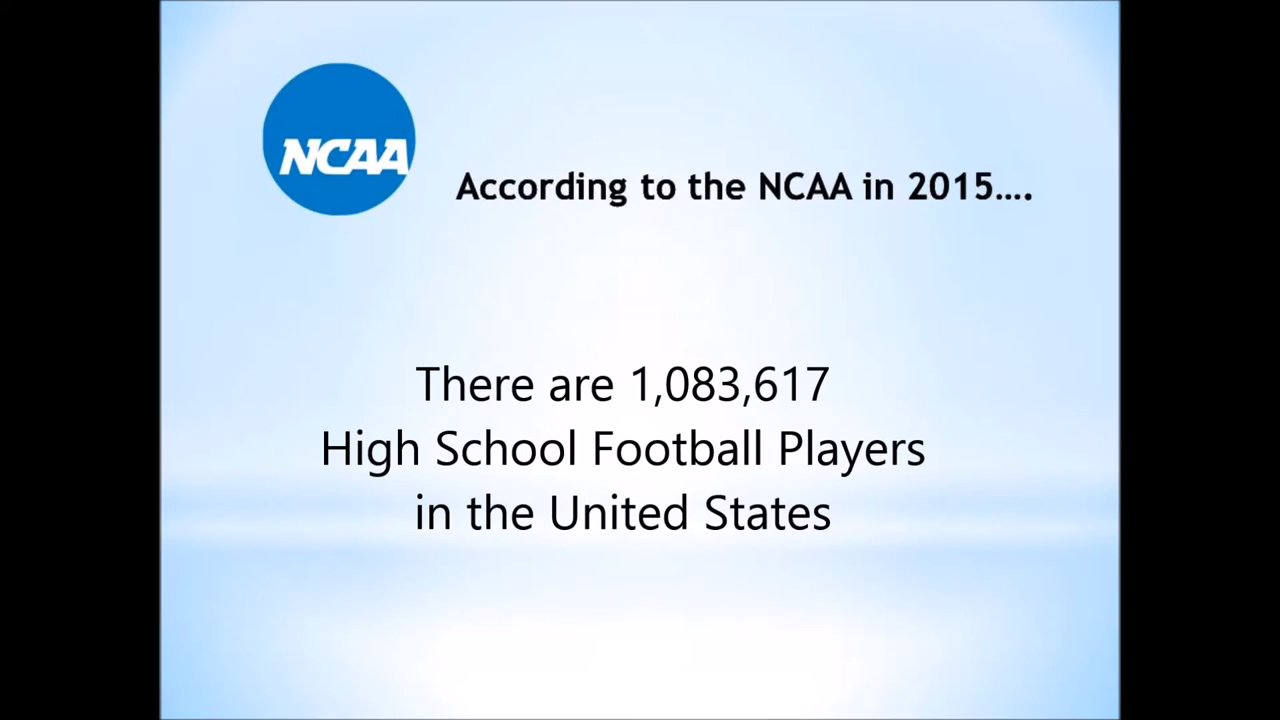 NCAA
According to the NCAA in 2015....
There are 1,083,617
High School Football Players
in the United States